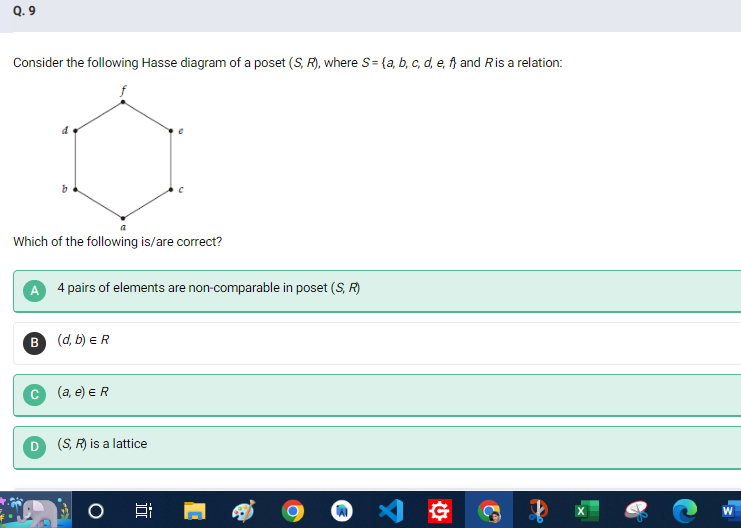 Q. 9
Consider the following Hasse diagram of a poset (S, R), where S = {a, b, c, d, e, f} and R is a relation:
f
d e
b c
a
Which of the following is/are correct?
A 4 pairs of elements are non-comparable in poset (S, R)
B (d, b) ∈ R
C (a, e) ∈ R
D (S, R) is a lattice